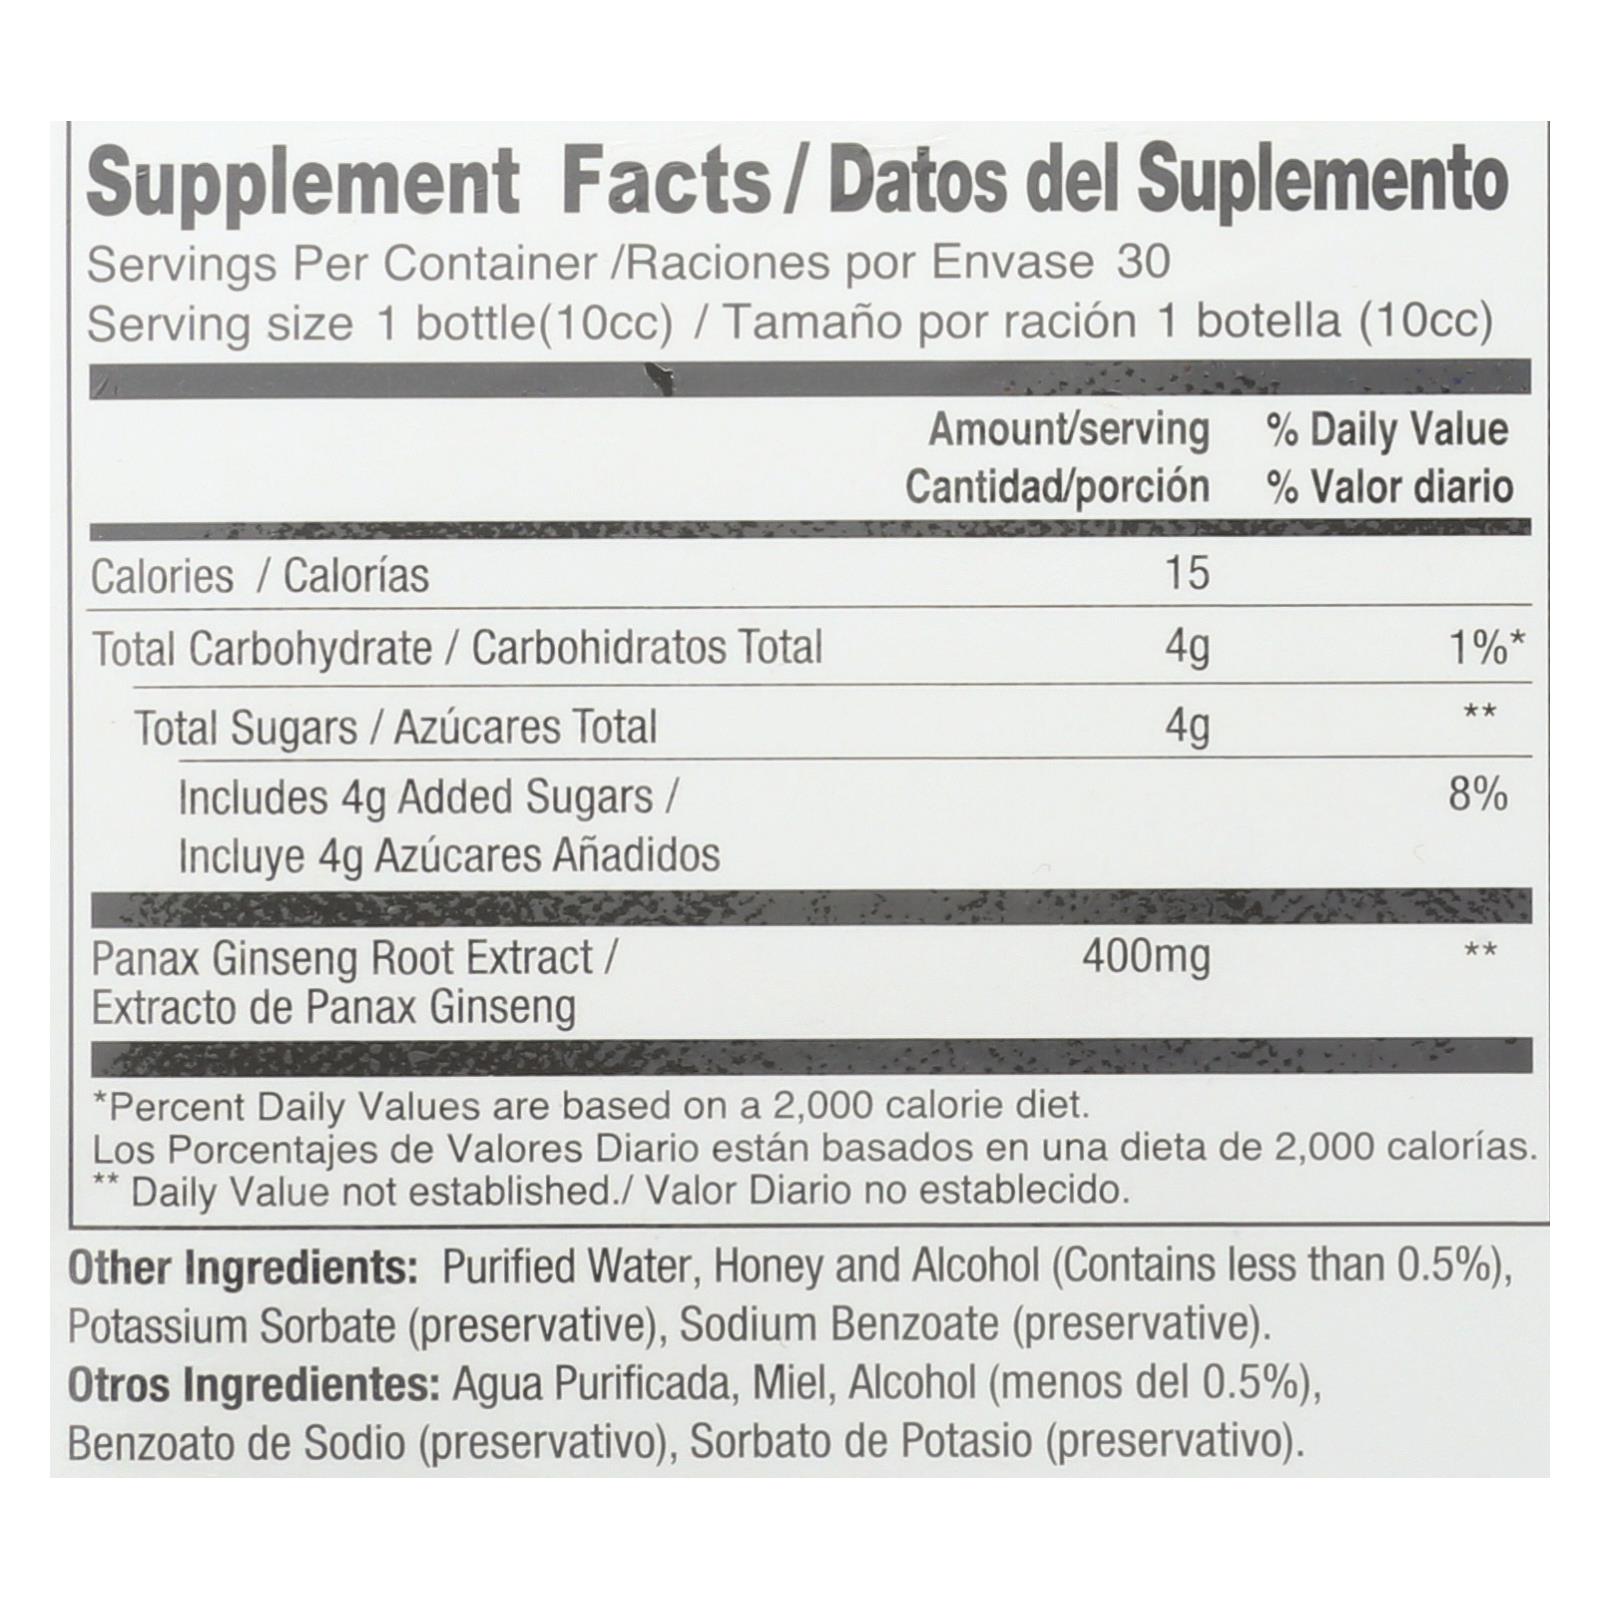 Supplement Facts / Datos del Suplemento
Servings Per Container /Raciones por Envase 30
Serving size 1 bottle(10cc) / Tamaño por ración 1 botella (10cc)
Amount/serving % Daily Value
Cantidad/porción % Valor diario
Calories / Calorías 15
Total Carbohydrate / Carbohidratos Total 4g 1%*
Total Sugars / Azúcares Total 4g **
Includes 4g Added Sugars / 8%
Incluye 4g Azúcares Añadidos
Panax Ginseng Root Extract / 400mg **
Extracto de Panax Ginseng
*Percent Daily Values are based on a 2,000 calorie diet.
Los Porcentajes de Valores Diario están basados en una dieta de 2,000 calorías.
** Daily Value not established./ Valor Diario no establecido.
Other Ingredients: Purified Water, Honey and Alcohol (Contains less than 0.5%),
Potassium Sorbate (preservative), Sodium Benzoate (preservative).
Otros Ingredientes: Agua Purificada, Miel, Alcohol (menos del 0.5%),
Benzoato de Sodio (preservativo), Sorbato de Potasio (preservativo).